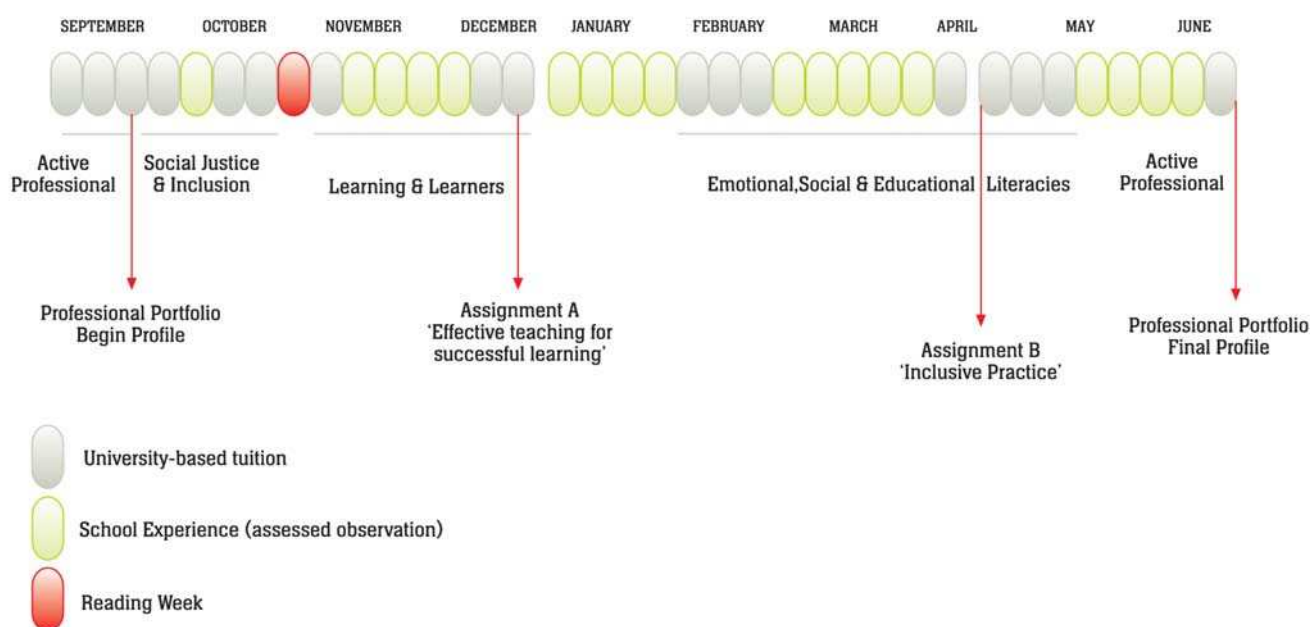 SEPTEMBER OCTOBER NOVEMBER DECEMBER JANUARY FEBRUARY MARCH APRIL MAY JUNE
Active
Professional
Social Justice
& Inclusion
Learning & Learners
Emotional,Social & Educational Literacies
Active
Professional
Professional Portfolio
Begin Profile
Assignment A
‘Effective teaching for
successful learning’
Assignment B
‘Inclusive Practice’
Professional Portfolio
Final Profile
University-based tuition
School Experience (assessed observation)
Reading Week